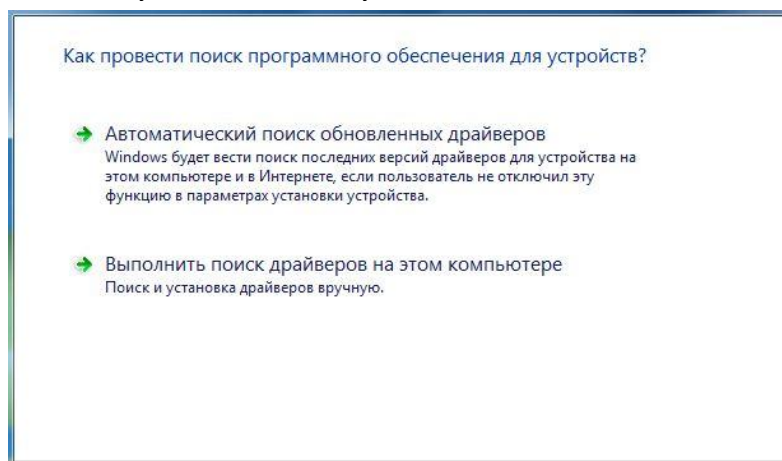 Как провести поиск программного обеспечения для устройств?
Автоматический поиск обновленных драйверов
Windows будет вести поиск последних версий драйверов для устройства на
этом компьютере и в Интернете, если пользователь не отключил эту
функцию в параметрах установки устройства.
Выполнить поиск драйверов на этом компьютере
Поиск и установка драйверов вручную.